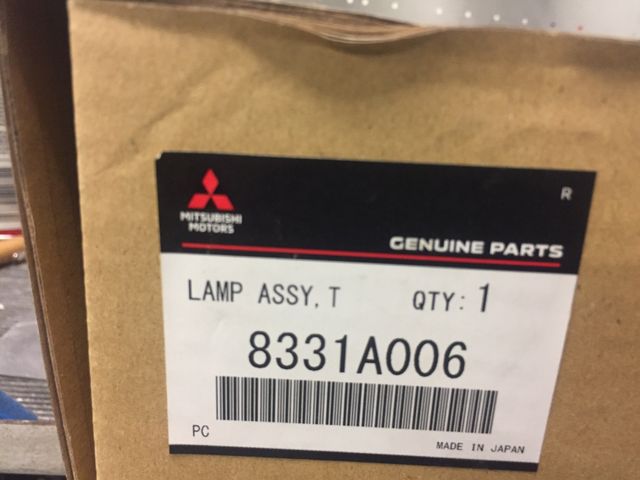 R
MITSUBISHI
MOTORS
GENUINE PARTS
LAMP ASSY, T QTY: 1
8331A006
PC
MADE IN JAPAN